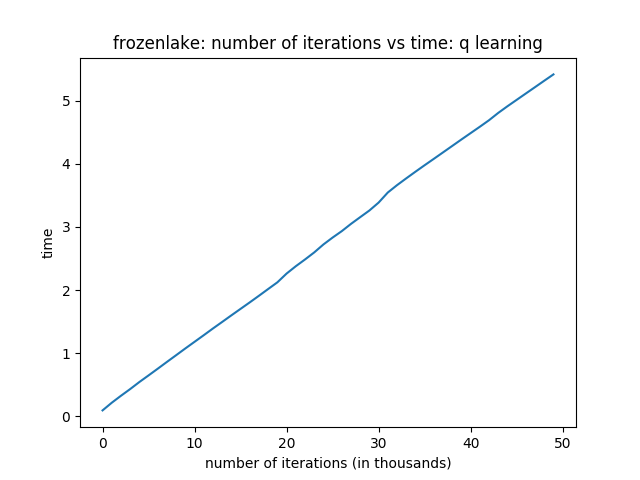 frozenlake: number of iterations vs time: q learning
5
4
3
2
1
0
time
0 10 20 30 40 50
number of iterations (in thousands)